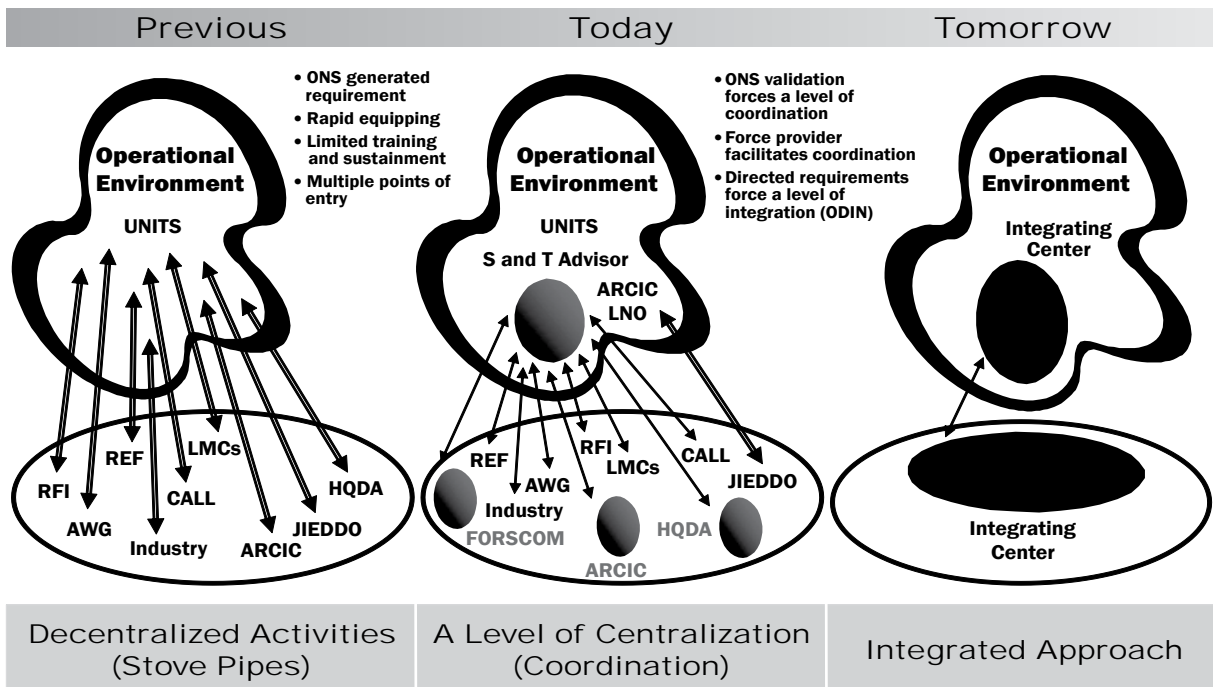 Previous
Today
Tomorrow
Operational
Environment
UNITS
• ONS generated
requirement
• Rapid equipping
• Limited training
and sustainment
• Multiple points of
entry
RFI
AWG
REF
Industry
CALL
LMCs
ARCIC
JIEDDO
HQDA
Operational
Environment
UNITS
S and T Advisor
ARCIC
LNO
• ONS validation
forces a level of
coordination
• Force provider
facilitates coordination
• Directed requirements
force a level of
integration (ODIN)
REF
Industry
AWG
RFI
LMCs
CALL
JIEDDO
FORSCOM
ARCIC
HQDA
Operational
Environment
Integrating
Center
Integrating
Center
Decentralized Activities
(Stove Pipes)
A Level of Centralization
(Coordination)
Integrated Approach